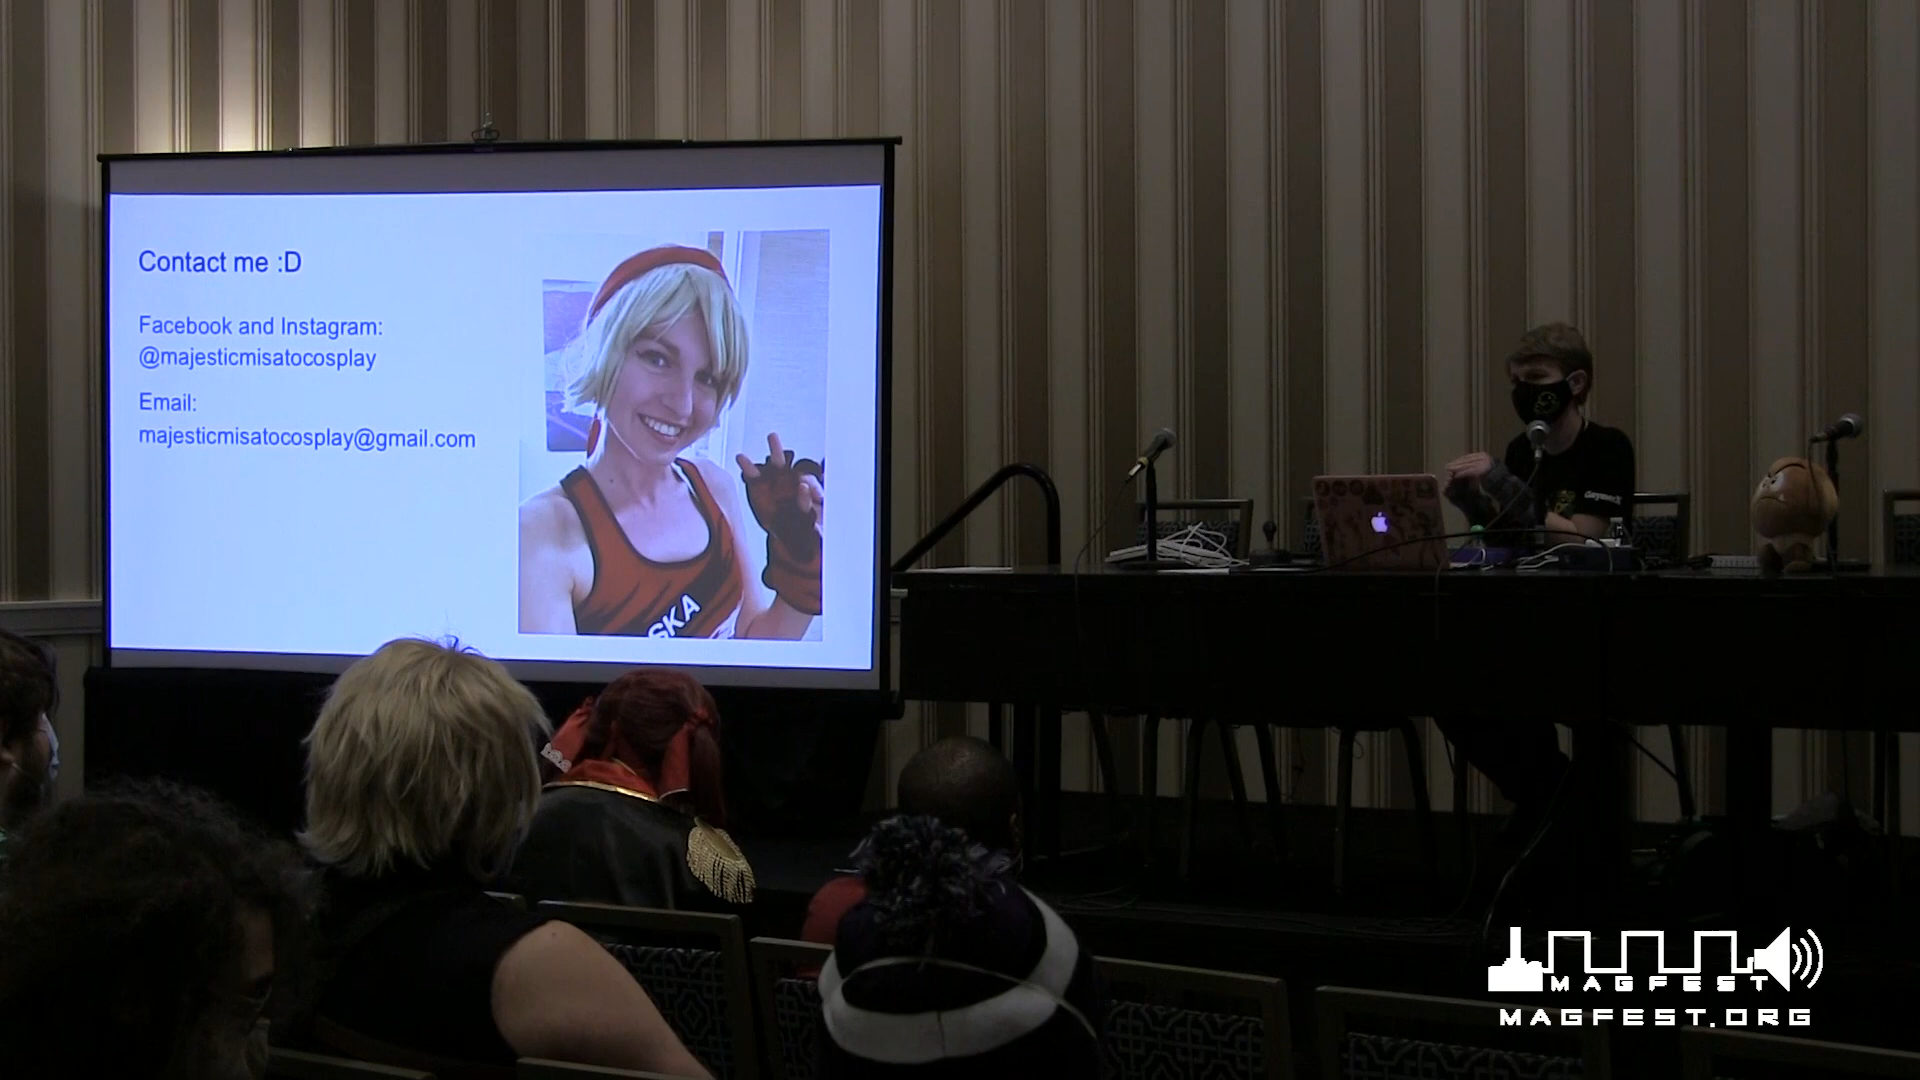 Contact me :D
Facebook and Instagram:
@majesticmisatocosplay
Email:
majesticmisatocosplay@gmail.com
SKA
MAGFEST
MAGFEST.ORG